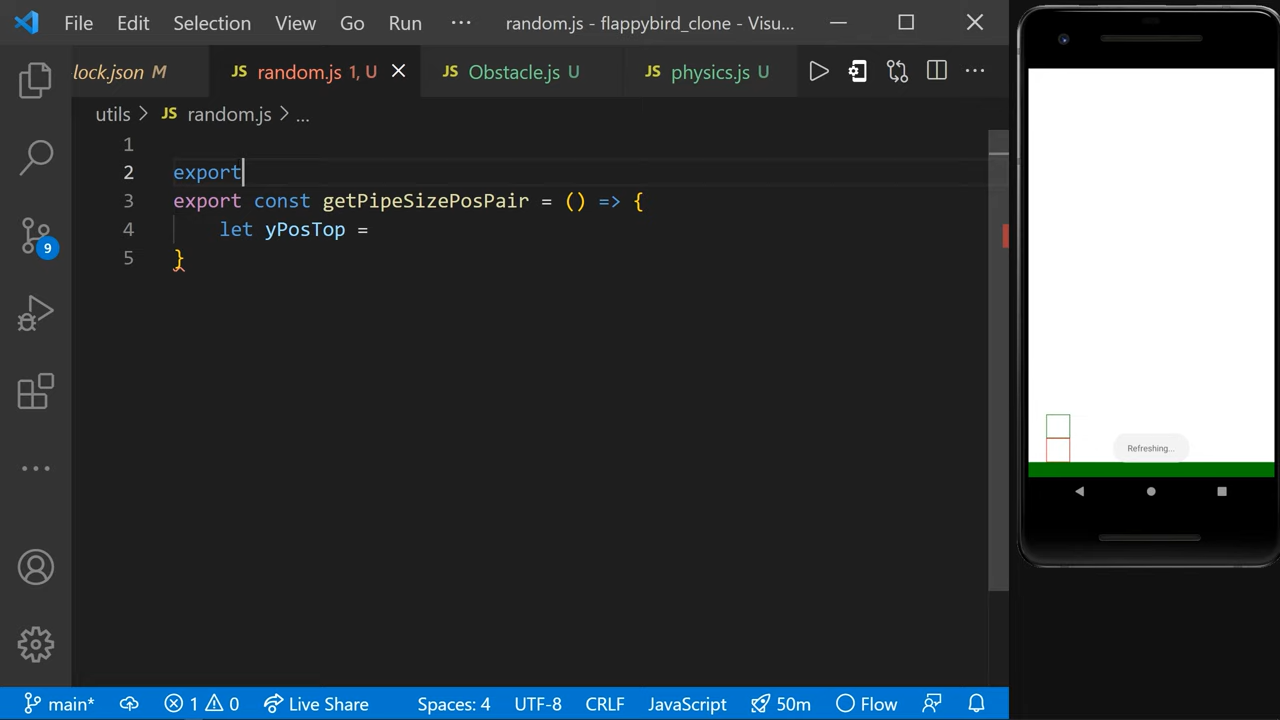 File Edit Selection View Go Run ··· random.js - flappybird_clone - Visu...
lock.json M JS random.js 1, U JS Obstacle.js U JS physics.js U
utils > JS random.js > ...
1
2 export
3 export const getPipeSizePosPair = () => {
4 let yPosTop =
5 }
9
Refreshing...
main* 1 0 Live Share Spaces: 4 UTF-8 CRLF JavaScript 50m Flow